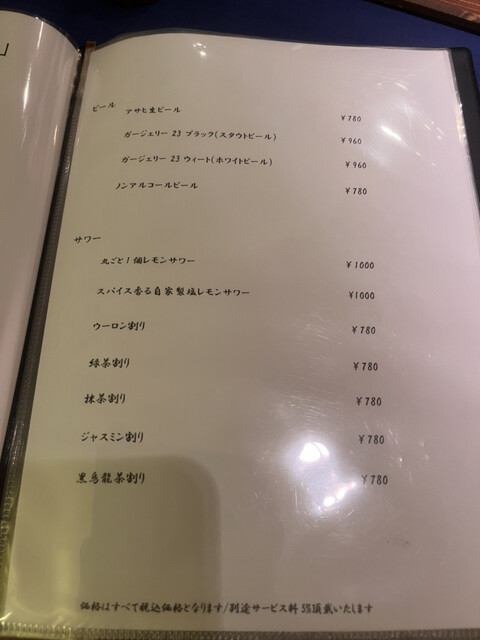 」
ビール アサヒ生ビール ¥780
ガージェリー 23 ブラック(スタウトビール) ¥960
ガージェリー 23 ウィート(ホワイトビール) ¥960
ノンアルコールビール ¥780
サワー
丸ごと1個レモンサワー ¥1000
スパイス香る自家製塩レモンサワー ¥1000
ウーロン割り ¥780
緑茶割り ¥780
抹茶割り ¥780
ジャスミン割り ¥780
黒烏龍茶割り ¥780
価格はすべて税込価格となります/別途サービス料 5%頂戴いたします